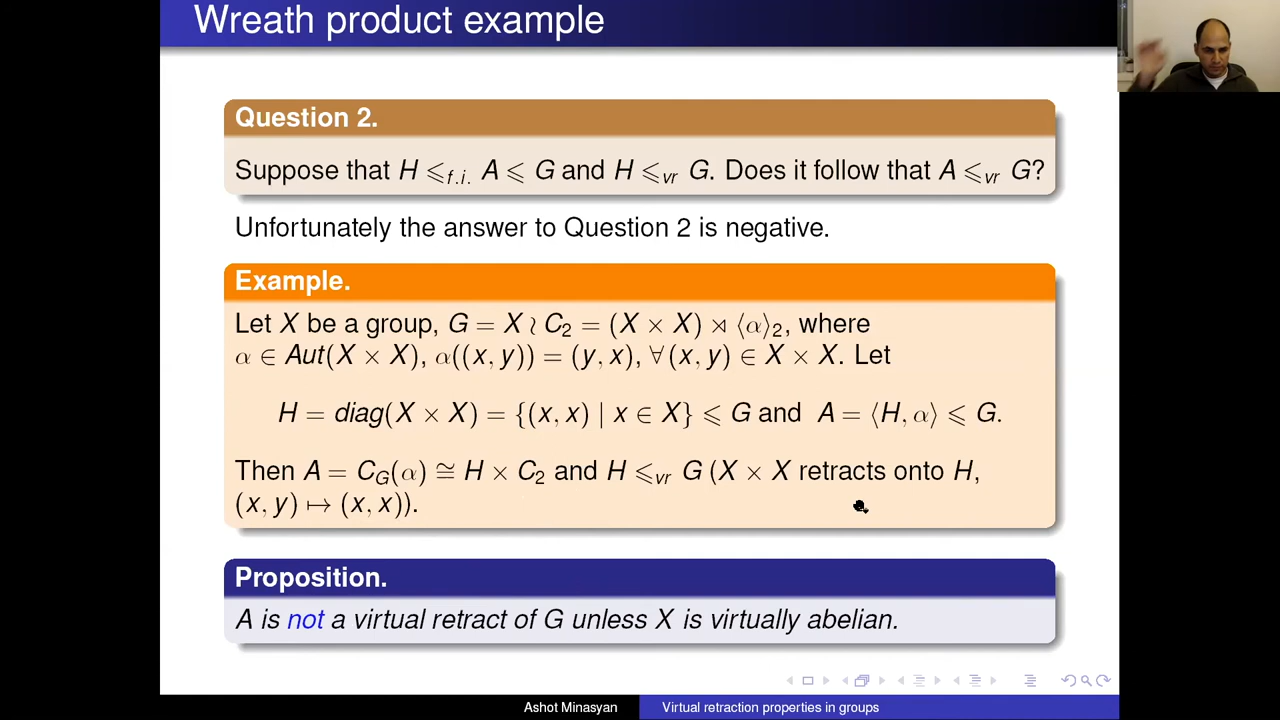 Wreath product example
Question 2.
Suppose that H ⩽f.i. A ⩽ G and H ⩽vr G. Does it follow that A ⩽vr G?
Unfortunately the answer to Question 2 is negative.
Example.
Let X be a group, G = X ≀ C₂ = (X × X) ⋊ ⟨α⟩₂, where
α ∈ Aut(X × X), α((x, y)) = (y, x), ∀ (x, y) ∈ X × X. Let
H = diag(X × X) = {(x, x) | x ∈ X} ⩽ G and A = ⟨H, α⟩ ⩽ G.
Then A = C_G(α) ≅ H × C₂ and H ⩽vr G (X × X retracts onto H,
(x, y) ↦ (x, x)).
Proposition.
A is not a virtual retract of G unless X is virtually abelian.
Ashot Minasyan
Virtual retraction properties in groups